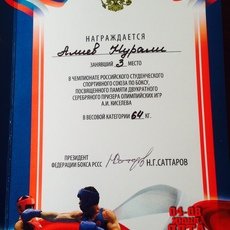 НАГРАЖДАЕТСЯ
Алиев Нурали
ЗАНЯВШИЙ 3 МЕСТО
В ЧЕМПИОНАТЕ РОССИЙСКОГО СТУДЕНЧЕСКОГО
СПОРТИВНОГО СОЮЗА ПО БОКСУ,
ПОСВЯЩЕННОГО ПАМЯТИ ДВУКРАТНОГО
СЕРЕБРЯНОГО ПРИЗЕРА ОЛИМПИЙСКИХ ИГР
А.И. КИСЕЛЕВА
В ВЕСОВОЙ КАТЕГОРИИ 64 КГ.
ПРЕЗИДЕНТ
ФЕДЕРАЦИИ БОКСА РССС
Н.Г.САТТАРОВ